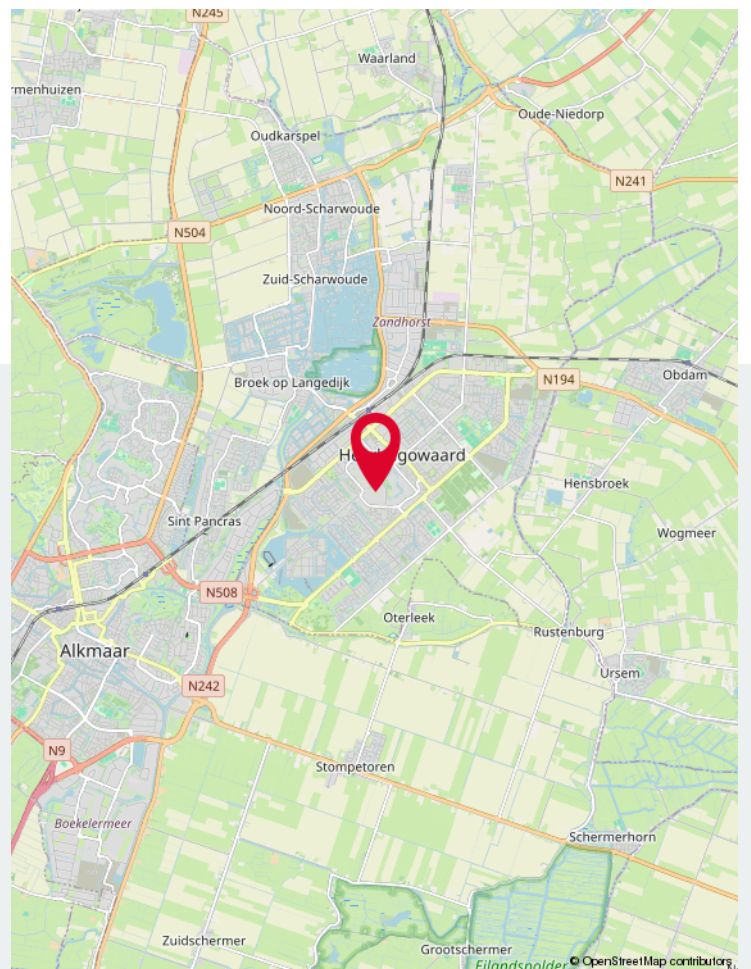 N245
Waarland
rmenhuizen
Oude-Niedorp
Oudkarspel
N241
Noord-Scharwoude
N504
Zuid-Scharwoude
Zandhorst
Broek op Langedijk
N194
Obdam
He gowaard
Hensbroek
Sint Pancras
Wogmeer
N508
Oterleek
Rustenburg
Alkmaar
Ursem
N242
N9
Stompetoren
Boekelermeer
Schermerhorn
Zuidschermer
Grootschermer
Eilandspolder
© OpenStreetMap contributors